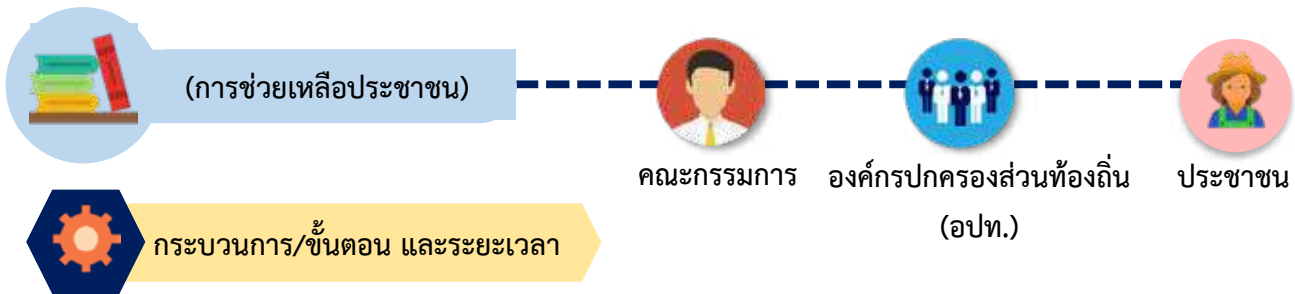 (การช่วยเหลือประชาชน)
คณะกรรมการ
องค์กรปกครองส่วนท้องถิ่น
(อปท.)
ประชาชน
กระบวนการ/ขั้นตอน และระยะเวลา